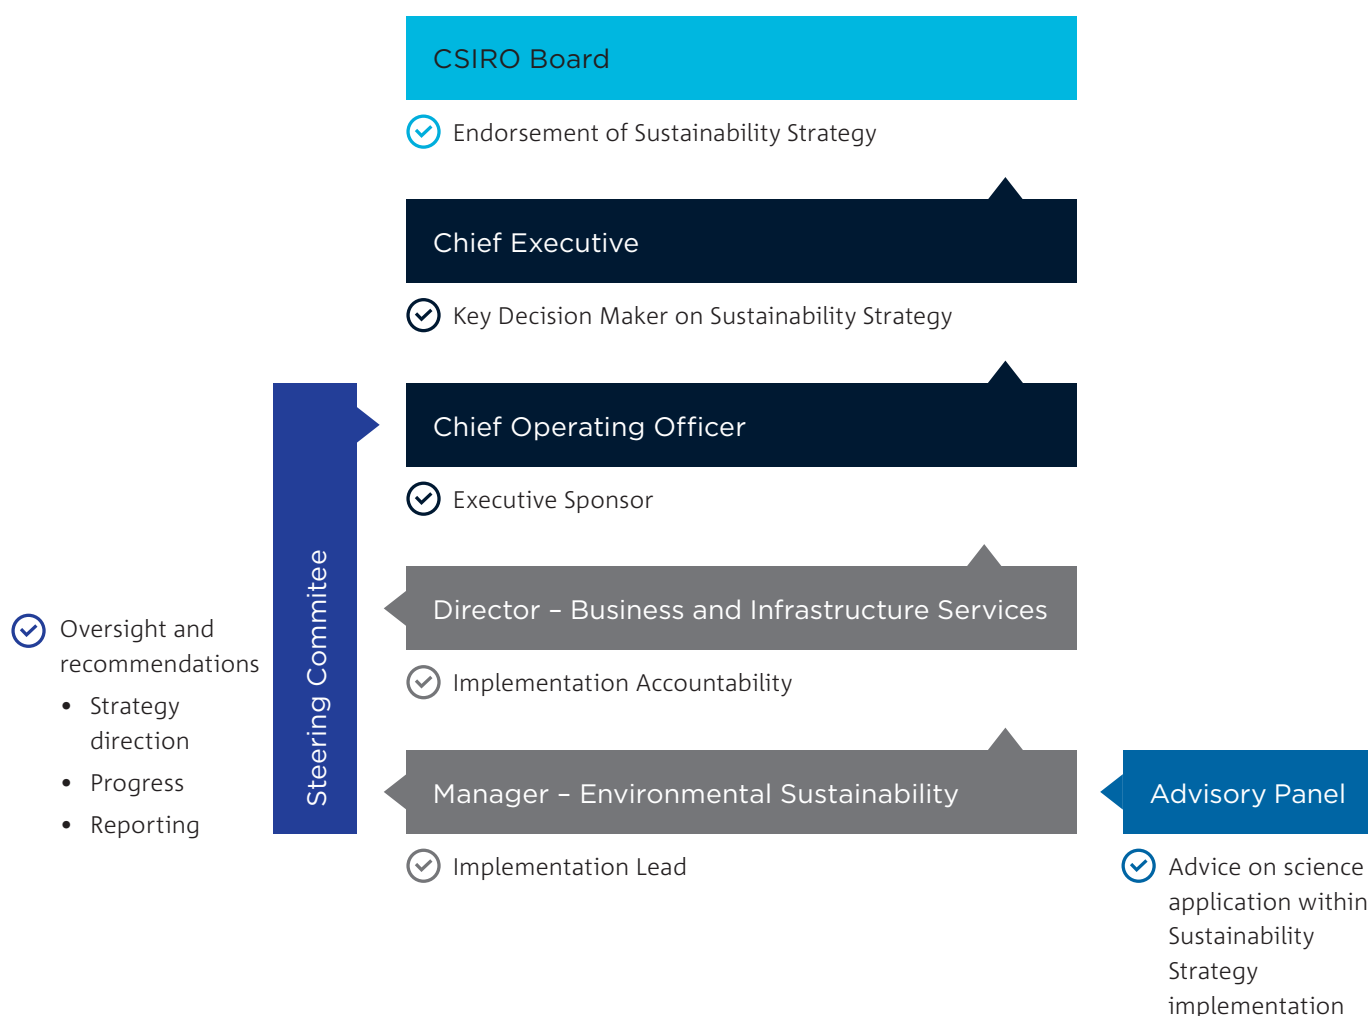 CSIRO Board
Endorsement of Sustainability Strategy
Chief Executive
Key Decision Maker on Sustainability Strategy
Chief Operating Officer
Executive Sponsor
Director – Business and Infrastructure Services
Implementation Accountability
Manager – Environmental Sustainability
Implementation Lead
Steering Commitee
Oversight and
recommendations
• Strategy
direction
• Progress
• Reporting
Advisory Panel
Advice on science
application within
Sustainability
Strategy
implementation